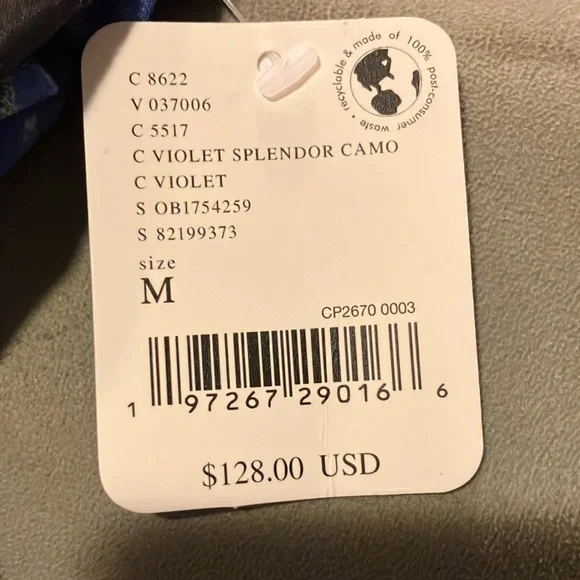 recyclable & made of 100% post-consumer waste •
C 8622
V 037006
C 5517
C VIOLET SPLENDOR CAMO
C VIOLET
S OB1754259
S 82199373
size
M
CP2670 0003
1 97267 29016 6
$128.00 USD